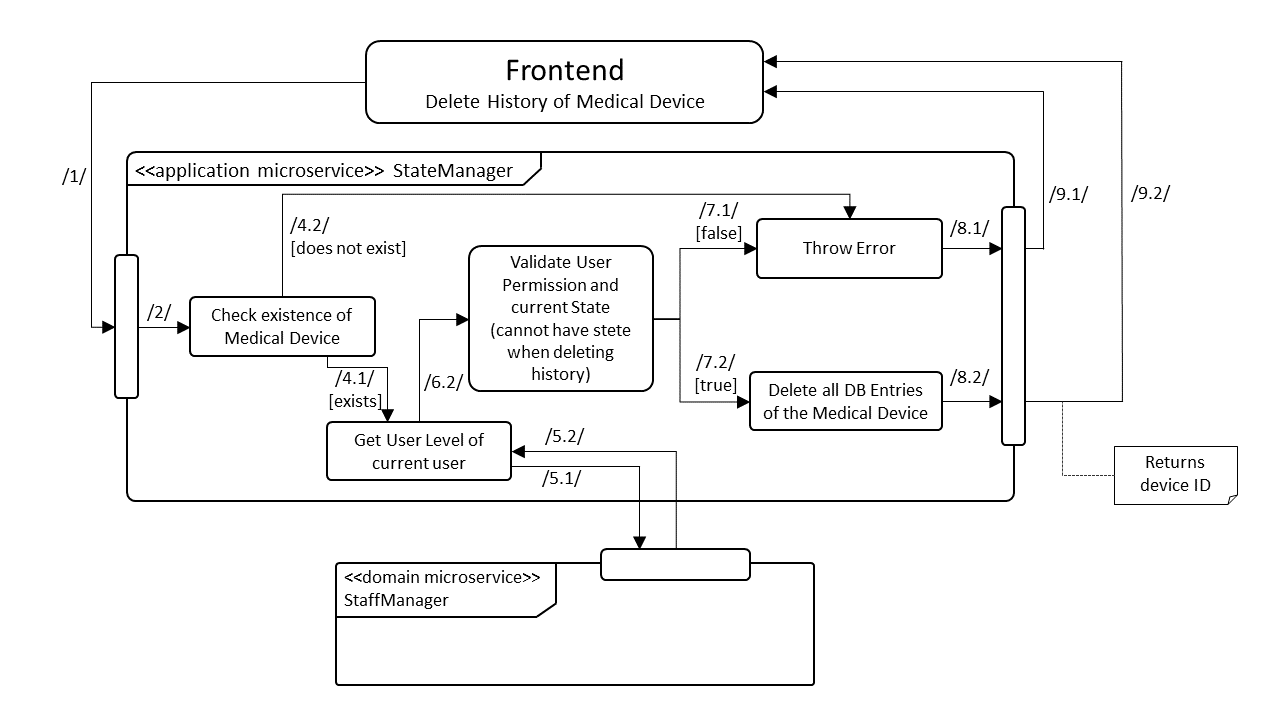 Frontend
Delete History of Medical Device
/1/
<<application microservice>> StateManager
/9.1/
/9.2/
/4.2/
[does not exist]
/7.1/
[false]
Throw Error
/8.1/
/2/
Check existence of
Medical Device
Validate User
Permission and
current State
(cannot have stete
when deleting
history)
/4.1/
[exists]
/6.2/
/7.2/
[true]
Delete all DB Entries
of the Medical Device
/8.2/
Get User Level of
current user
/5.2/
/5.1/
Returns
device ID
<<domain microservice>>
StaffManager